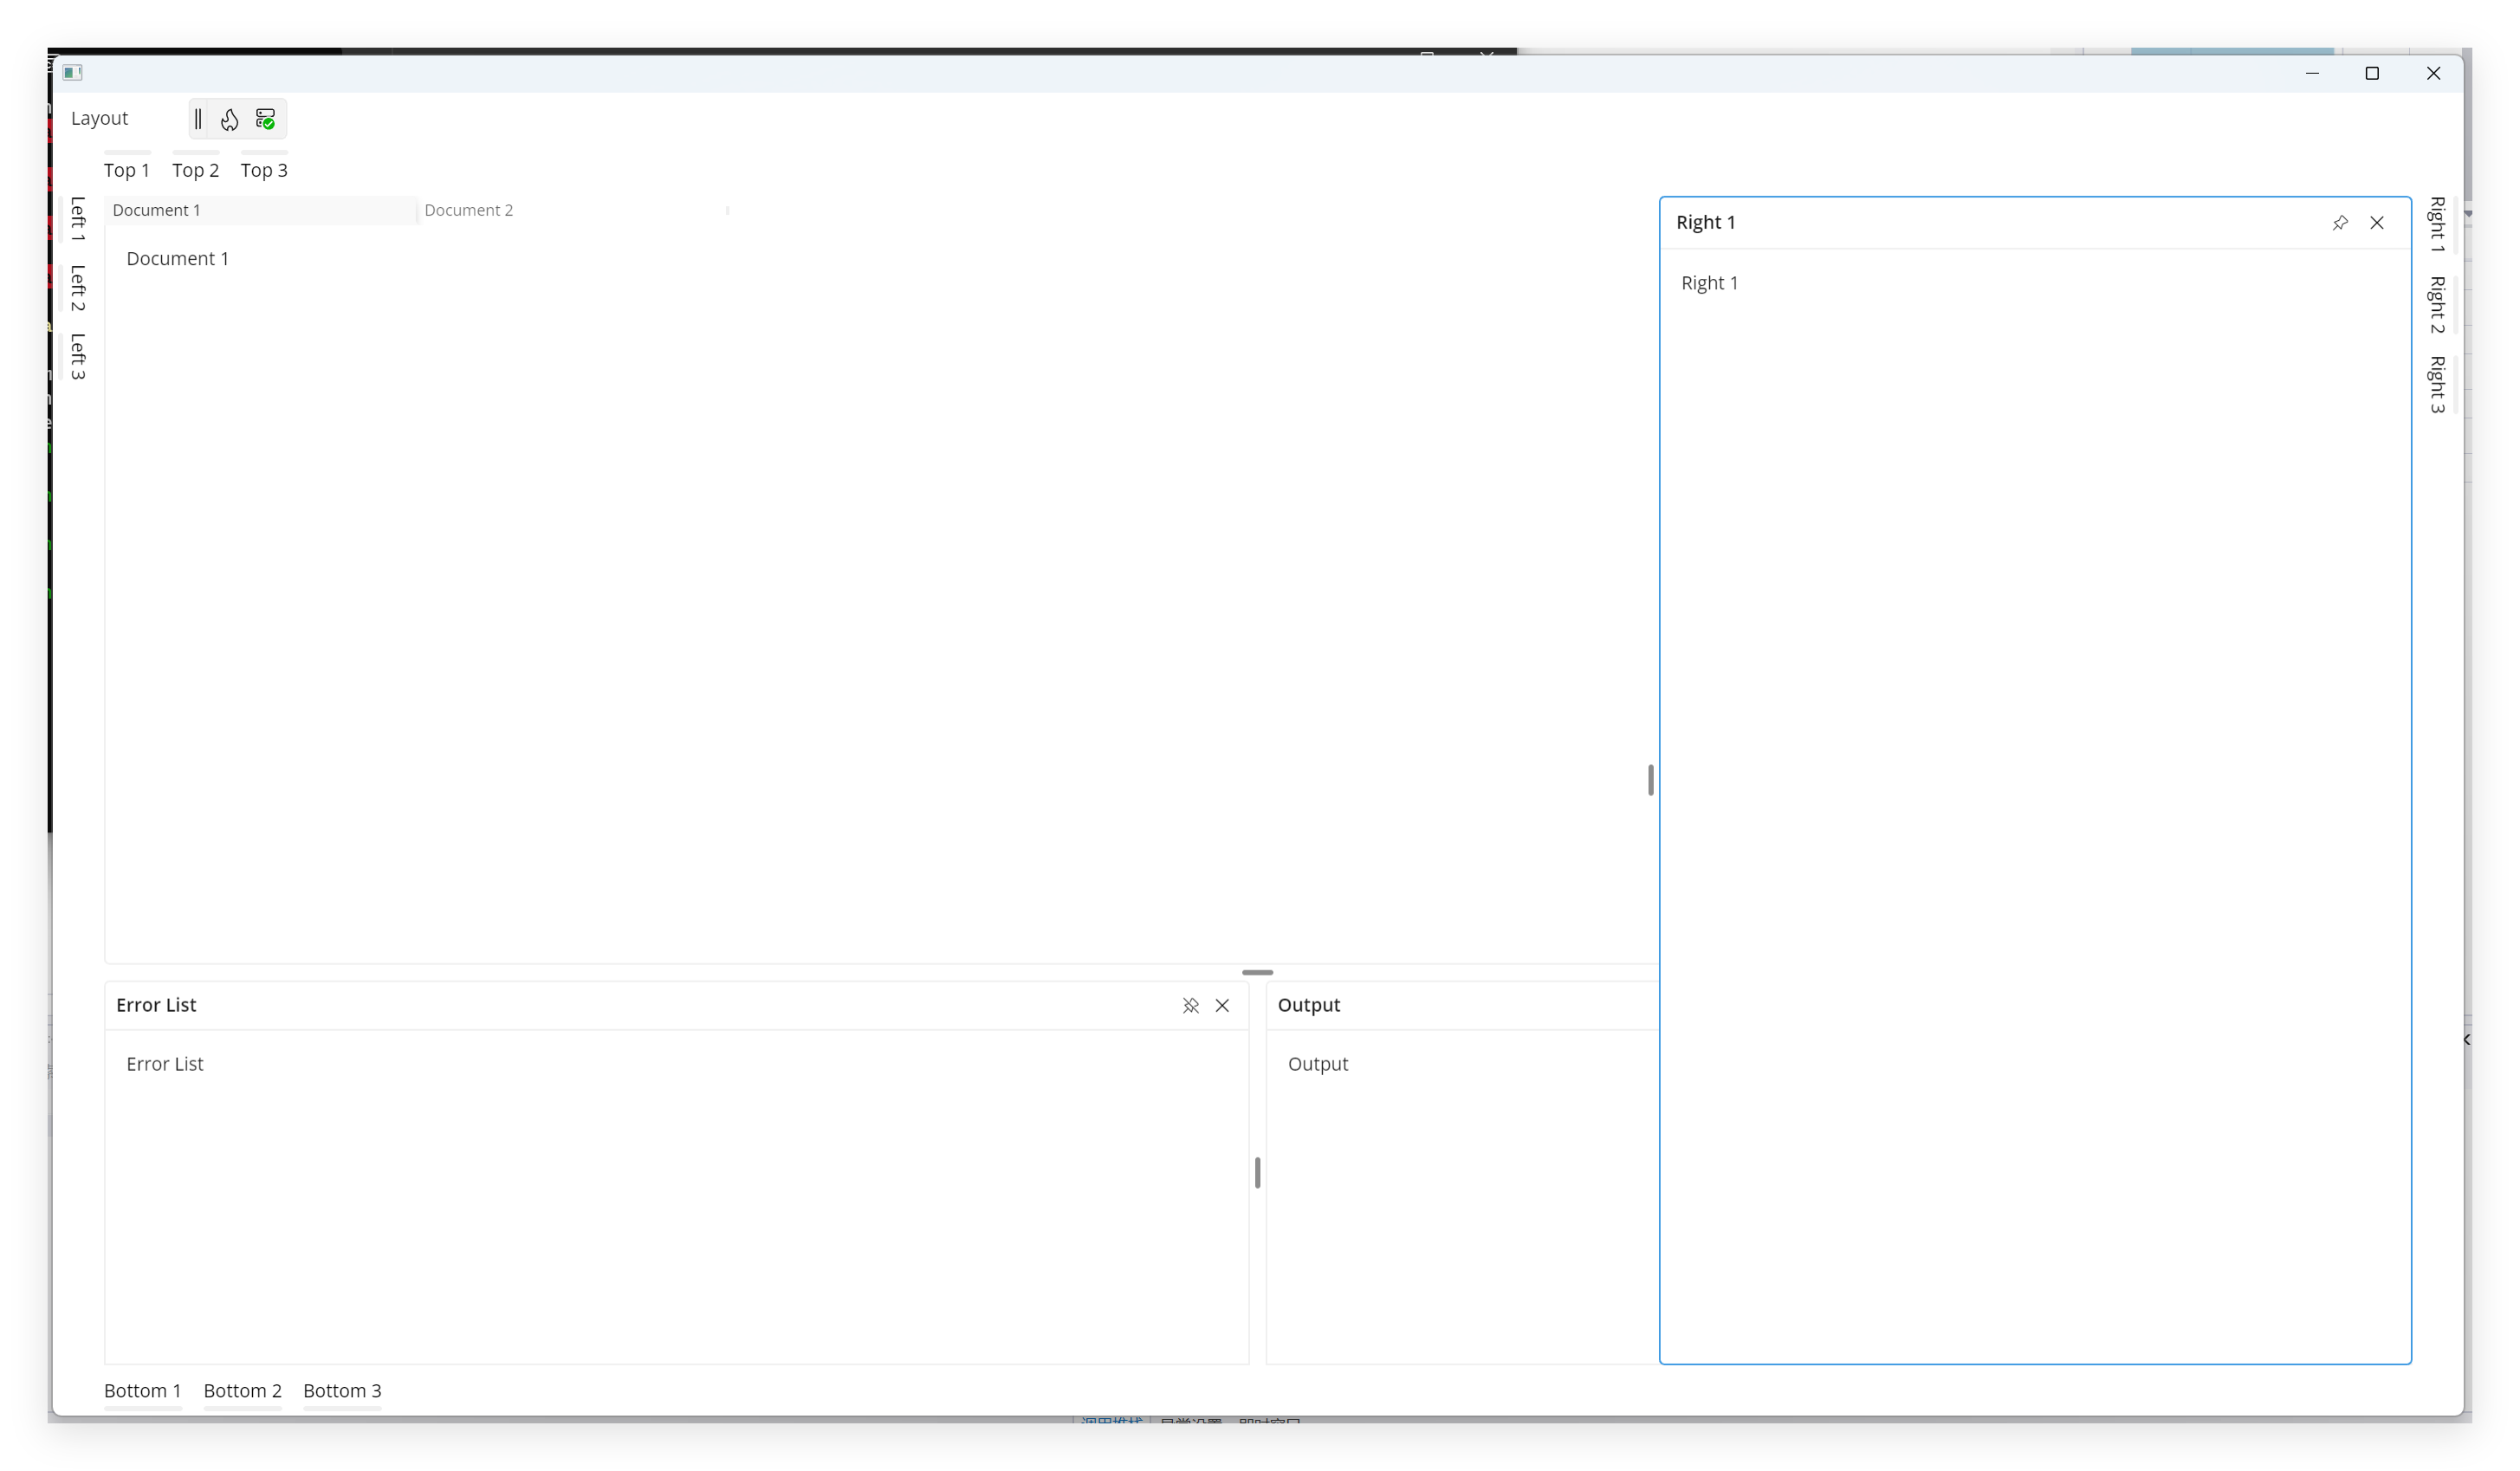 Layout
Top 1 Top 2 Top 3
Left 1
Left 2
Left 3
Document 1 Document 2
Document 1
Right 1
Right 1
Right 1
Right 2
Right 3
Error List
Error List
Output
Output
Bottom 1 Bottom 2 Bottom 3